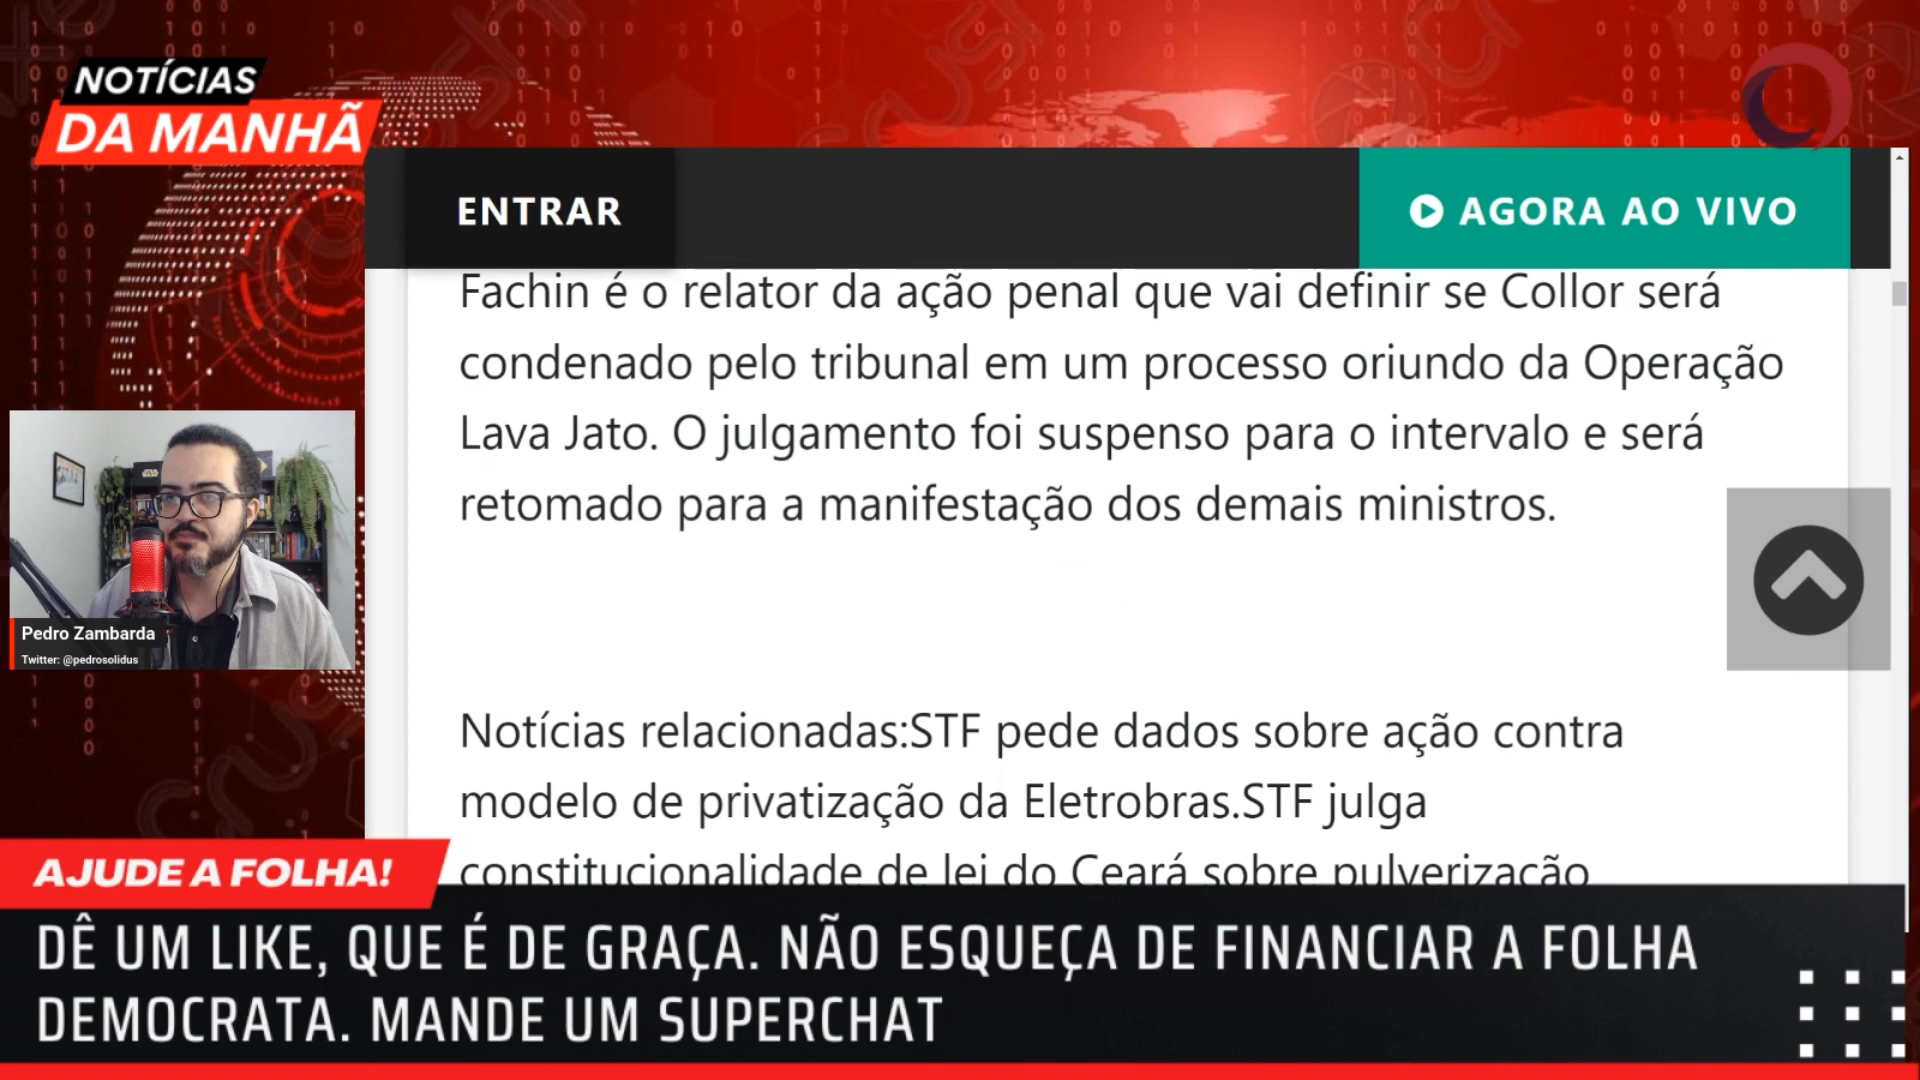 NOTÍCIAS
DA MANHÃ
ENTRAR
AGORA AO VIVO
Fachin é o relator da ação penal que vai definir se Collor será
condenado pelo tribunal em um processo oriundo da Operação
Lava Jato. O julgamento foi suspenso para o intervalo e será
retomado para a manifestação dos demais ministros.
Pedro Zambarda
Twitter: @pedrosolidus
Notícias relacionadas:STF pede dados sobre ação contra
modelo de privatização da Eletrobras.STF julga
constitucionalidade de lei do Ceará sobre pulverização
AJUDE A FOLHA!
DÊ UM LIKE, QUE É DE GRAÇA. NÃO ESQUEÇA DE FINANCIAR A FOLHA
DEMOCRATA. MANDE UM SUPERCHAT